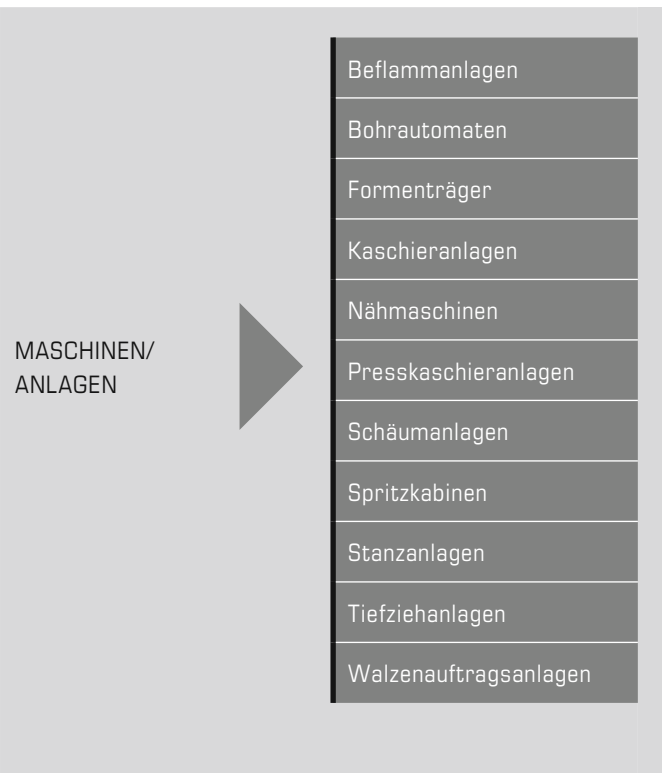 MASCHINEN/
ANLAGEN
Beflammanlagen
Bohrautomaten
Formenträger
Kaschieranlagen
Nähmaschinen
Presskaschieranlagen
Schäumanlagen
Spritzkabinen
Stanzanlagen
Tiefziehanlagen
Walzenauftragsanlagen